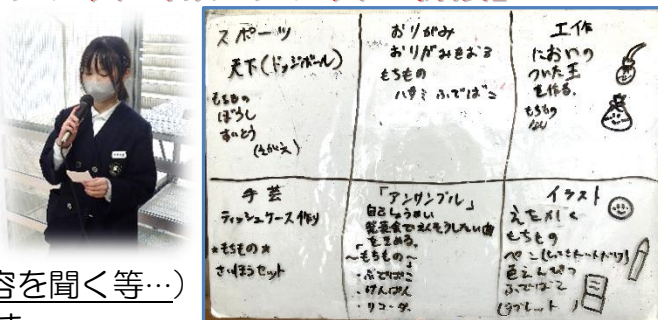 スポーツ
天下(ドッジボール)
もちもの
ぼうし
すいとう
おりがみ
おりがみをおる
もちもの
ハサミ ふでばこ
工作
においの
ついた玉
を作る。
もちもの
なし
手芸
ティッシュケース作り
*もちもの*
さいほうセット
「アンサンブル」
自己しょうかい
発表会でえんそうしたい曲
をきめる。
~もちもの~
・ふでばこ
・けんばん
・リコーダ
イラスト
えをかく
もちもの
ペン
色えんぴつ
ふでばこ
(タブレット)
容を聞く等…)